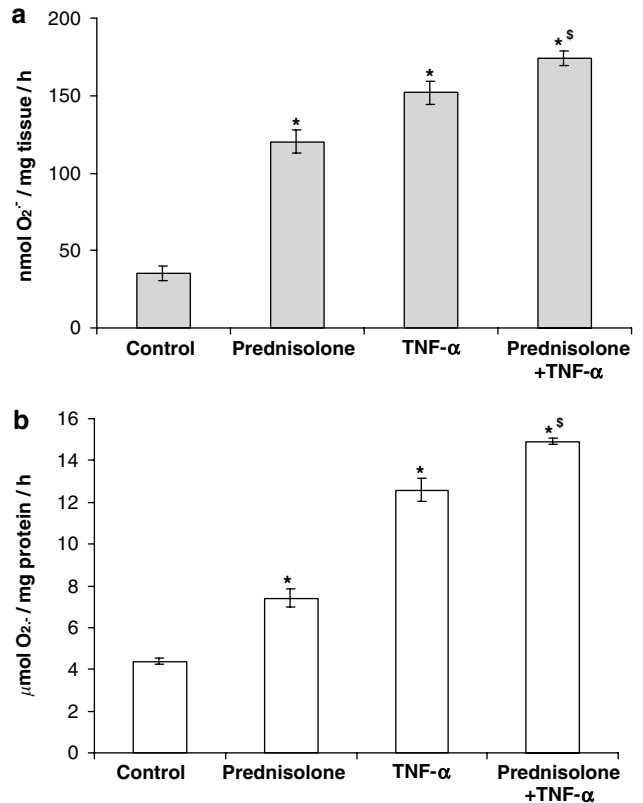 a
nmol O₂·⁻ / mg tissue / h
200
150
100
50
0
*
*
* $
Control
Prednisolone
TNF-α
Prednisolone
+TNF-α
b
μmol O₂.- / mg protein / h
16
14
12
10
8
6
4
2
0
*
*
* $
Control
Prednisolone
TNF-α
Prednisolone
+TNF-α